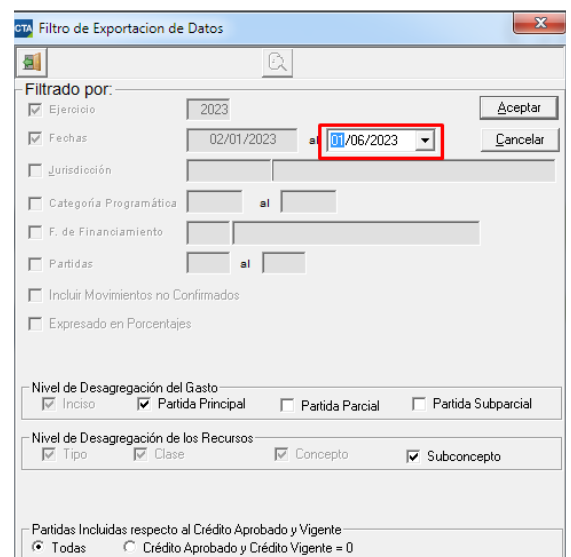 CTA Filtro de Exportacion de Datos
Filtrado por:
Ejercicio 2023 Aceptar
Fechas 02/01/2023 al 01/06/2023 Cancelar
Jurisdicción
Categoría Programática al
F. de Financiamiento
Partidas al
Incluir Movimientos no Confirmados
Expresado en Porcentajes
Nivel de Desagregación del Gasto
Inciso Partida Principal Partida Parcial Partida Subparcial
Nivel de Desagregación de los Recursos
Tipo Clase Concepto Subconcepto
Partidas Incluidas respecto al Crédito Aprobado y Vigente
Todas Crédito Aprobado y Crédito Vigente = 0